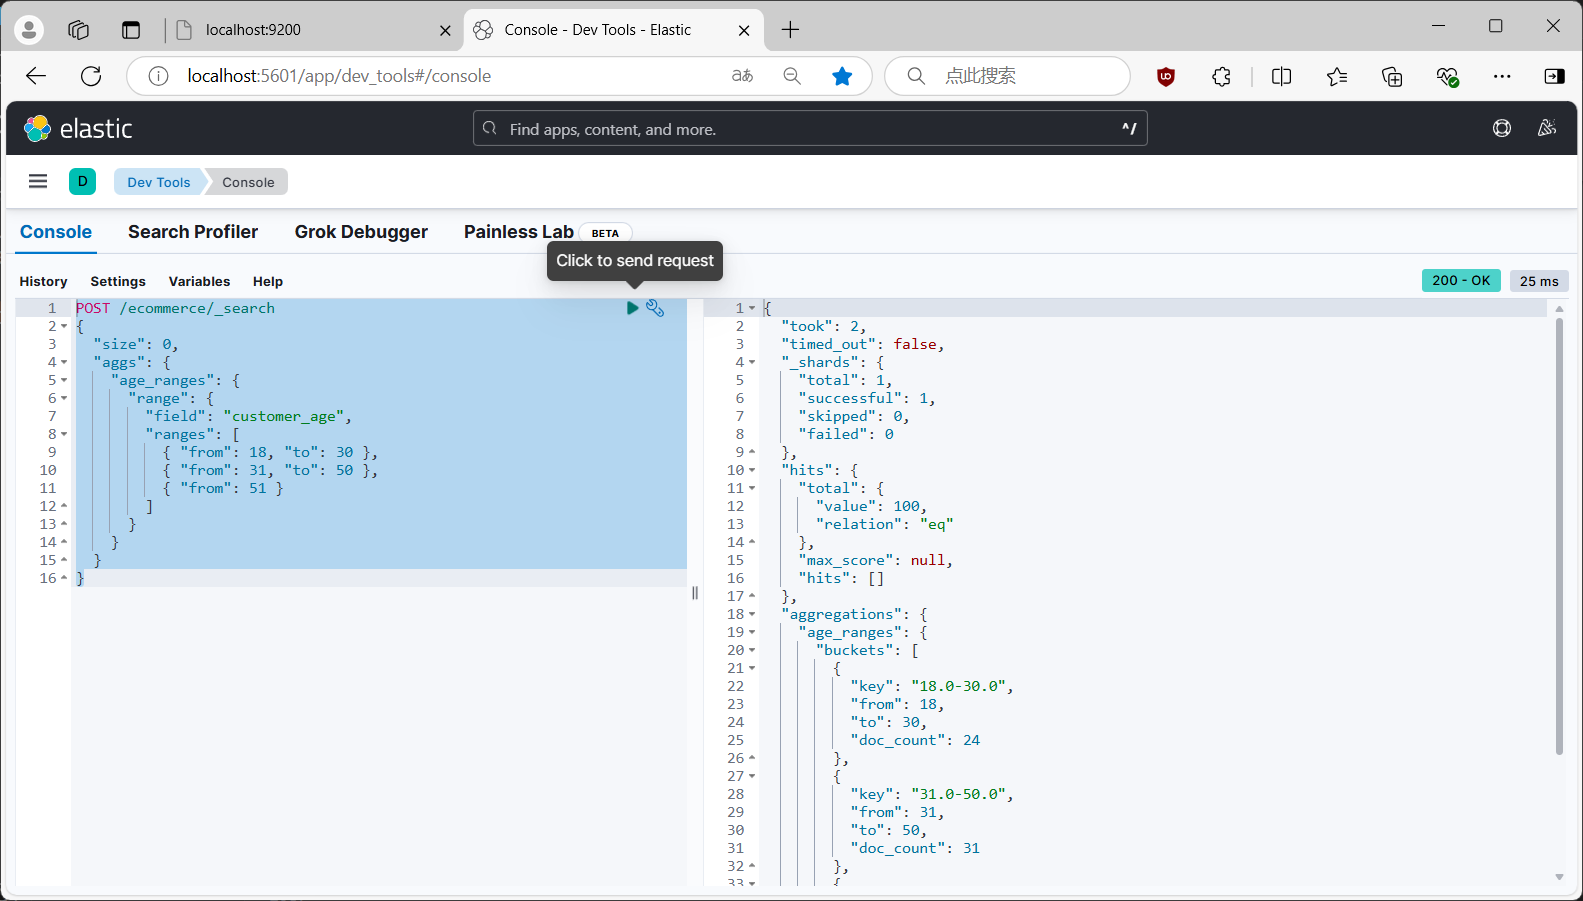 localhost:9200
Console - Dev Tools - Elastic
localhost:5601/app/dev_tools#/console
aあ
点此搜索
elastic
Find apps, content, and more.
^/
D
Dev Tools
Console
Console
Search Profiler
Grok Debugger
Painless Lab
BETA
Click to send request
History
Settings
Variables
Help
200 - OK
25 ms
1 POST /ecommerce/_search
2 {
3 "size": 0,
4 "aggs": {
5 "age_ranges": {
6 "range": {
7 "field": "customer_age",
8 "ranges": [
9 { "from": 18, "to": 30 },
10 { "from": 31, "to": 50 },
11 { "from": 51 }
12 ]
13 }
14 }
15 }
16 }
1 {
2 "took": 2,
3 "timed_out": false,
4 "_shards": {
5 "total": 1,
6 "successful": 1,
7 "skipped": 0,
8 "failed": 0
9 },
10 "hits": {
11 "total": {
12 "value": 100,
13 "relation": "eq"
14 },
15 "max_score": null,
16 "hits": []
17 },
18 "aggregations": {
19 "age_ranges": {
20 "buckets": [
21 {
22 "key": "18.0-30.0",
23 "from": 18,
24 "to": 30,
25 "doc_count": 24
26 },
27 {
28 "key": "31.0-50.0",
29 "from": 31,
30 "to": 50,
31 "doc_count": 31
32 },
33 {